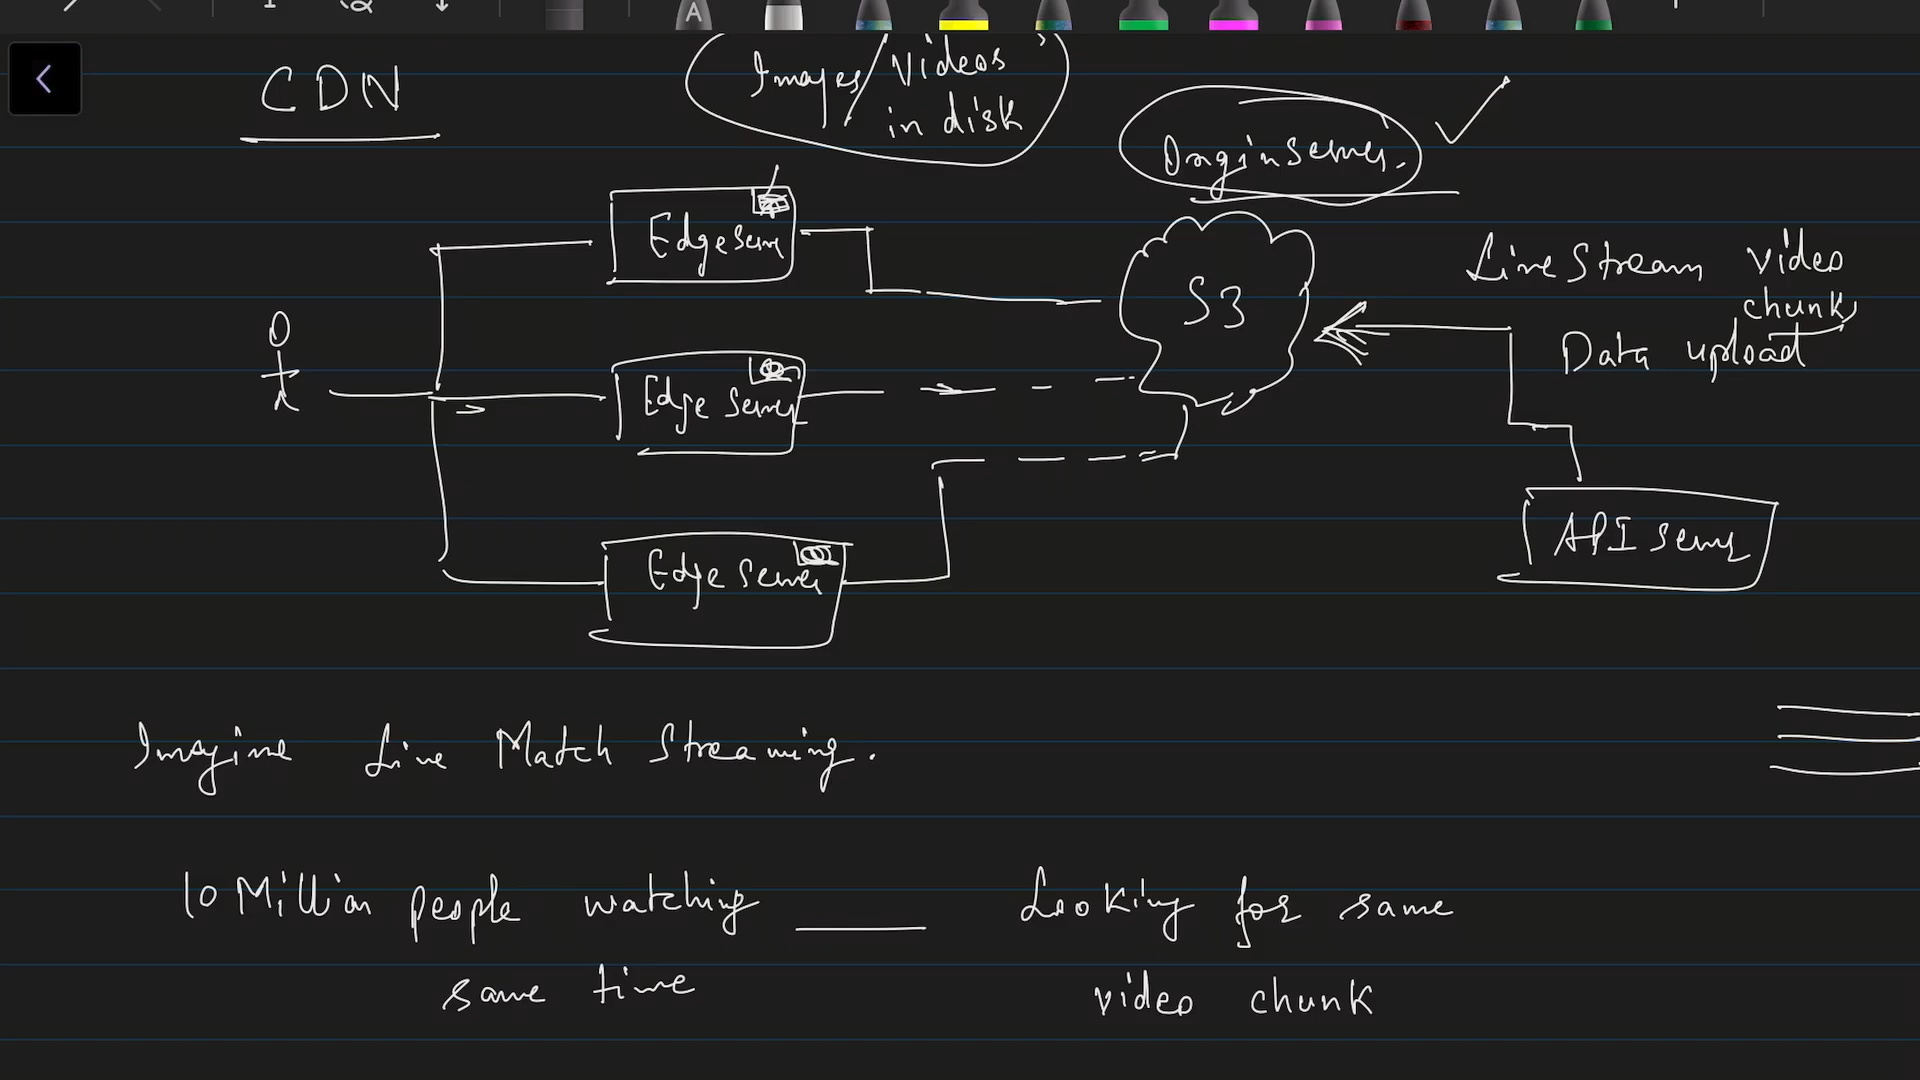 CDN
Images/Videos
in disk
Origin Server.
Edge Server
S3
Live Stream video
chunk
Data upload
Edge Server
Edge Server
API Server
Imagine Live Match Streaming.
10 Million people watching
same time
Looking for same
video chunk